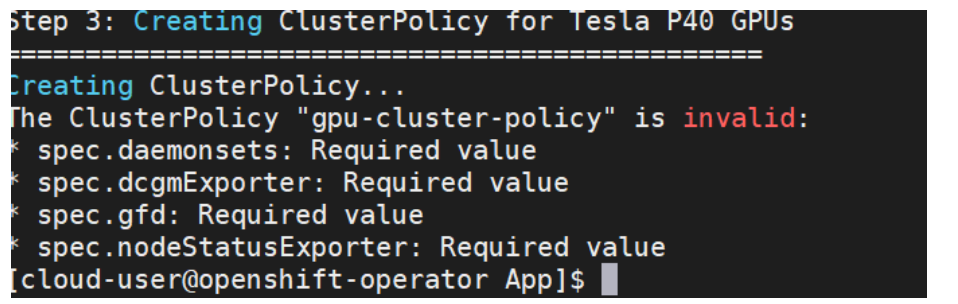 Step 3: Creating ClusterPolicy for Tesla P40 GPUs
===============================================
Creating ClusterPolicy...
The ClusterPolicy "gpu-cluster-policy" is invalid:
* spec.daemonsets: Required value
* spec.dcgmExporter: Required value
* spec.gfd: Required value
* spec.nodeStatusExporter: Required value
[cloud-user@openshift-operator App]$